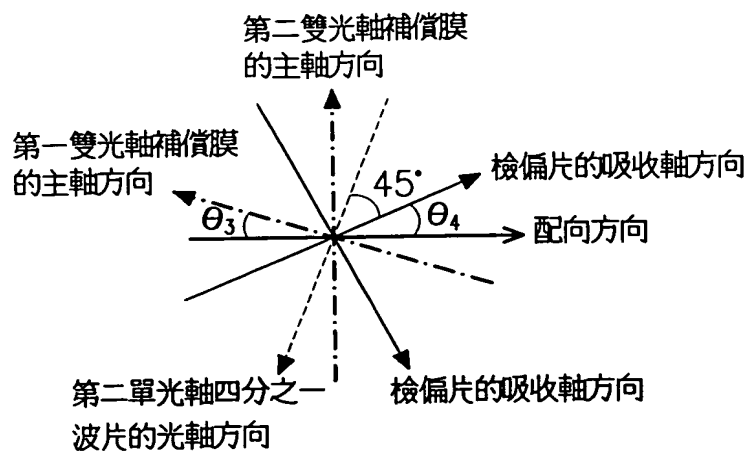 第二雙光軸補償膜
的主軸方向
第一雙光軸補償膜
的主軸方向
45°
檢偏片的吸收軸方向
θ3
θ4
配向方向
第二單光軸四分之一
波片的光軸方向
檢偏片的吸收軸方向